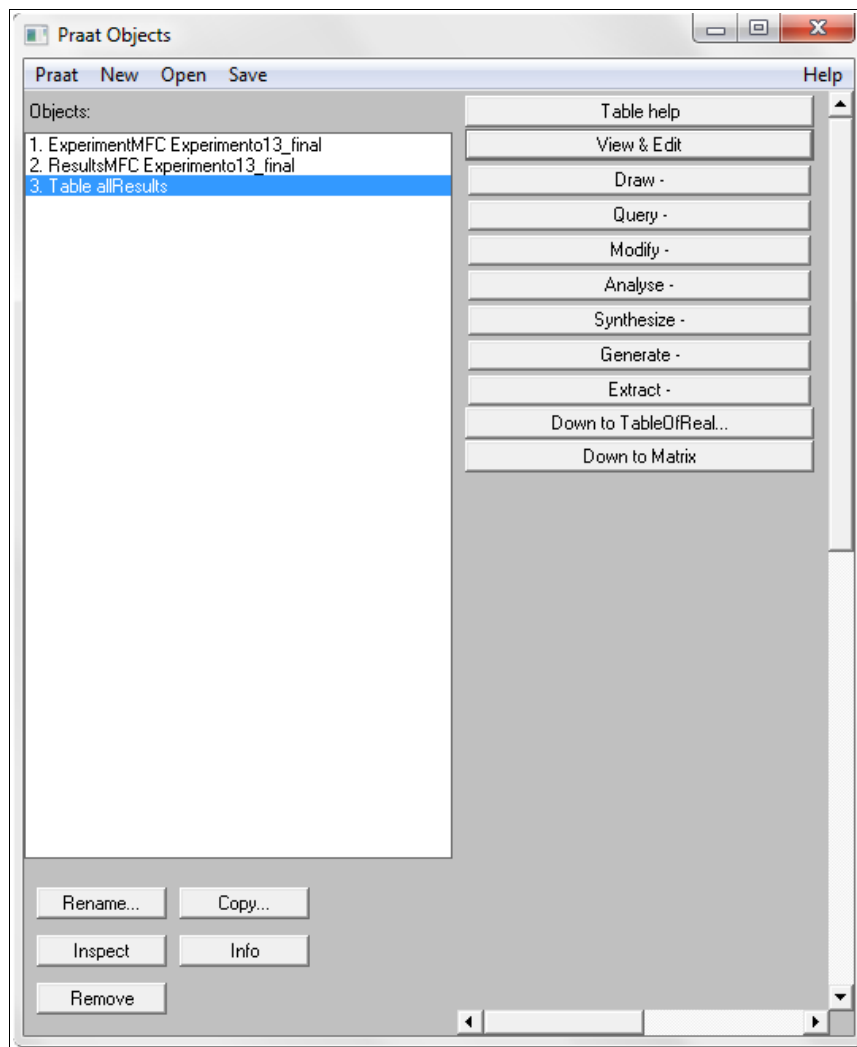 Praat Objects
Praat New Open Save Help
Objects:
1. ExperimentMFC Experimento13_final
2. ResultsMFC Experimento13_final
3. Table allResults
Table help
View & Edit
Draw -
Query -
Modify -
Analyse -
Synthesize -
Generate -
Extract -
Down to TableOfReal...
Down to Matrix
Rename... Copy...
Inspect Info
Remove